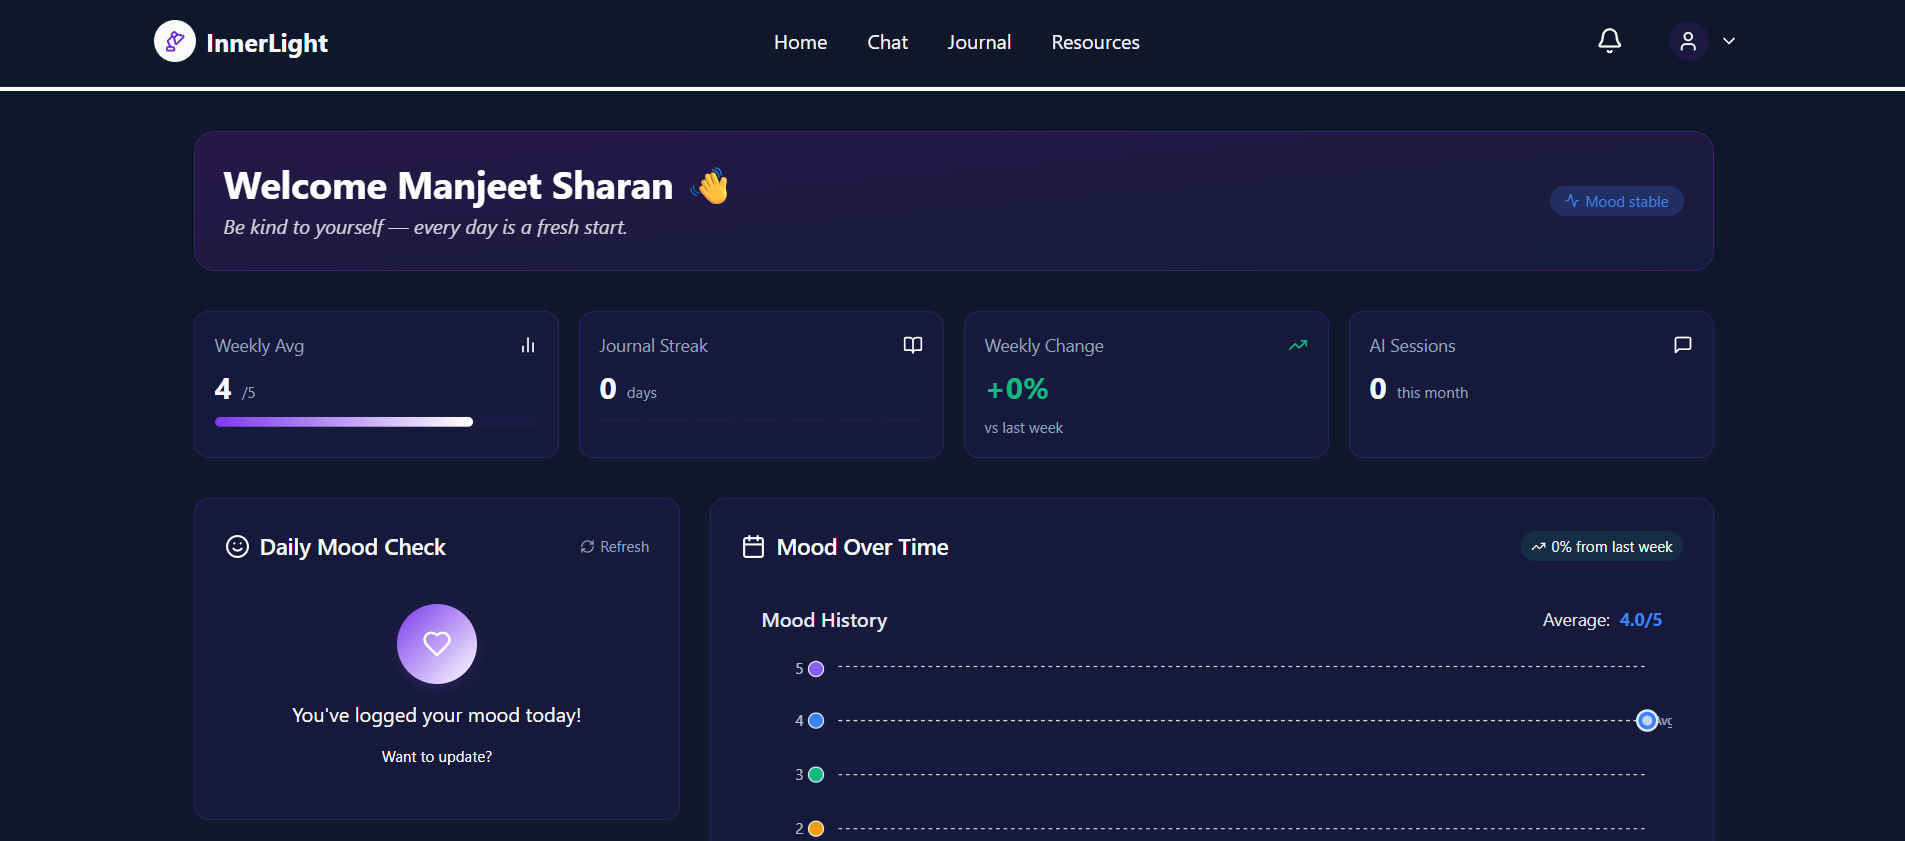 InnerLight
Home Chat Journal Resources
Welcome Manjeet Sharan 👋
Be kind to yourself — every day is a fresh start.
Mood stable
Weekly Avg
4 /5
Journal Streak
0 days
Weekly Change
+0%
vs last week
AI Sessions
0 this month
Daily Mood Check
Refresh
You've logged your mood today!
Want to update?
Mood Over Time
0% from last week
Mood History
Average: 4.0/5
5
4
Avg
3
2